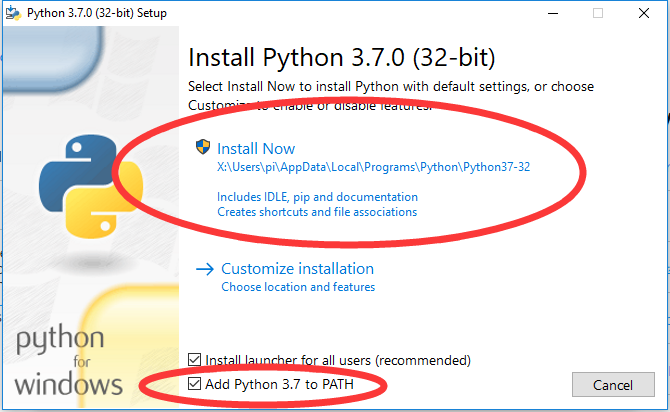 Python 3.7.0 (32-bit) Setup
Install Python 3.7.0 (32-bit)
Select Install Now to install Python with default settings, or choose
Customize to enable or disable features.
Install Now
X:\Users\pi\AppData\Local\Programs\Python\Python37-32
Includes IDLE, pip and documentation
Creates shortcuts and file associations
Customize installation
Choose location and features
Install launcher for all users (recommended)
Add Python 3.7 to PATH
Cancel
python
for
windows